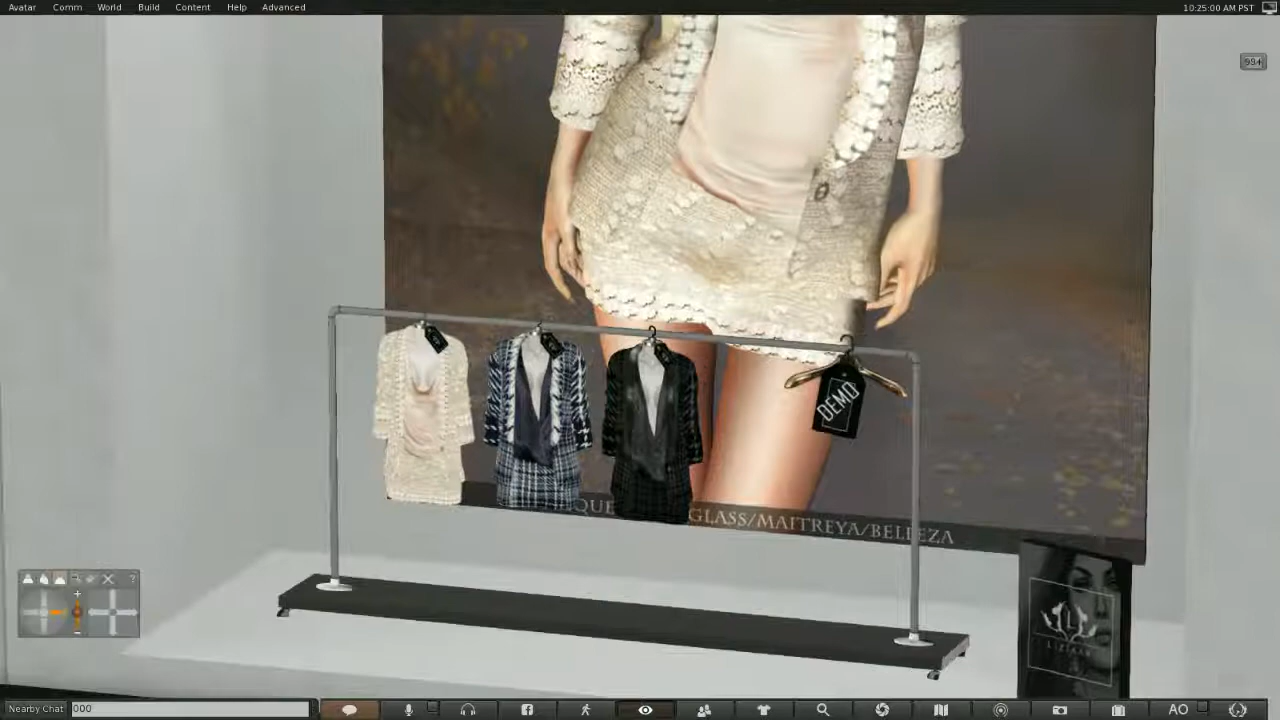 Avatar Comm World Build Content Help Advanced 10:25:00 AM PST
994
DEMO
GLASS/MAITREYA/BELLEZA
L
?
Nearby Chat 000 AO